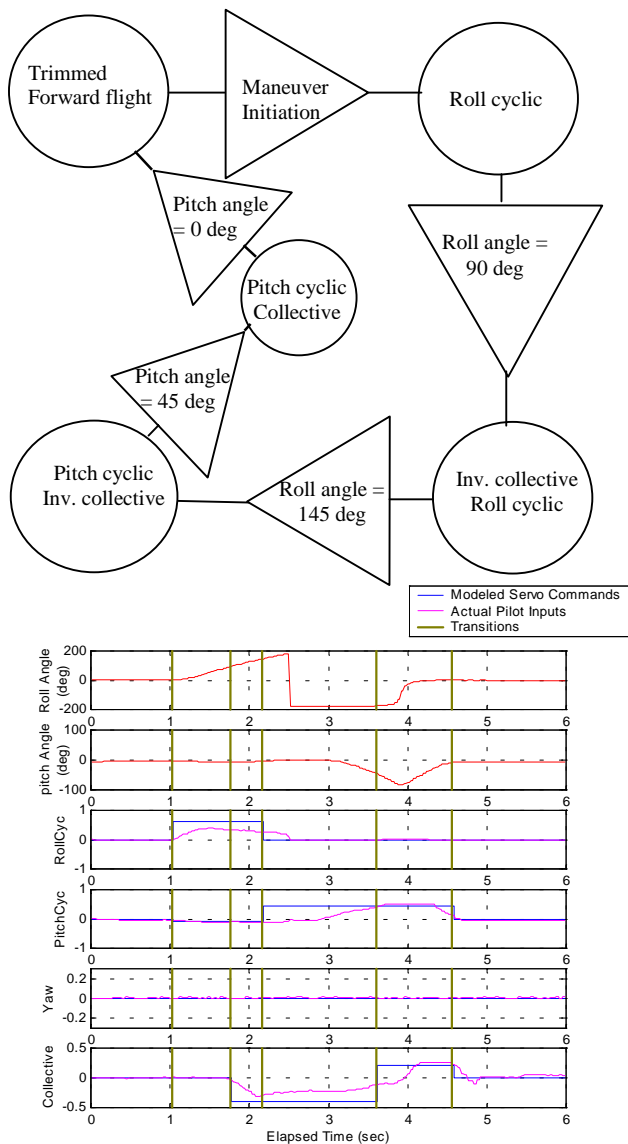 Trimmed
Forward flight
Maneuver
Initiation
Roll cyclic
Pitch angle
= 0 deg
Roll angle =
90 deg
Pitch cyclic
Collective
Pitch angle
= 45 deg
Pitch cyclic
Inv. collective
Roll angle =
145 deg
Inv. collective
Roll cyclic
Modeled Servo Commands
Actual Pilot Inputs
Transitions
Roll Angle
(deg)
200
0
-200
0 1 2 3 4 5 6
pitch Angle
(deg)
100
0
-100
0 1 2 3 4 5 6
RollCyc
1
0
-1
0 1 2 3 4 5 6
PitchCyc
1
0
-1
0 1 2 3 4 5 6
Yaw
0.2
0
-0.2
0 1 2 3 4 5 6
Collective
0.5
0
-0.5
0 1 2 3 4 5 6
Elapsed Time (sec)